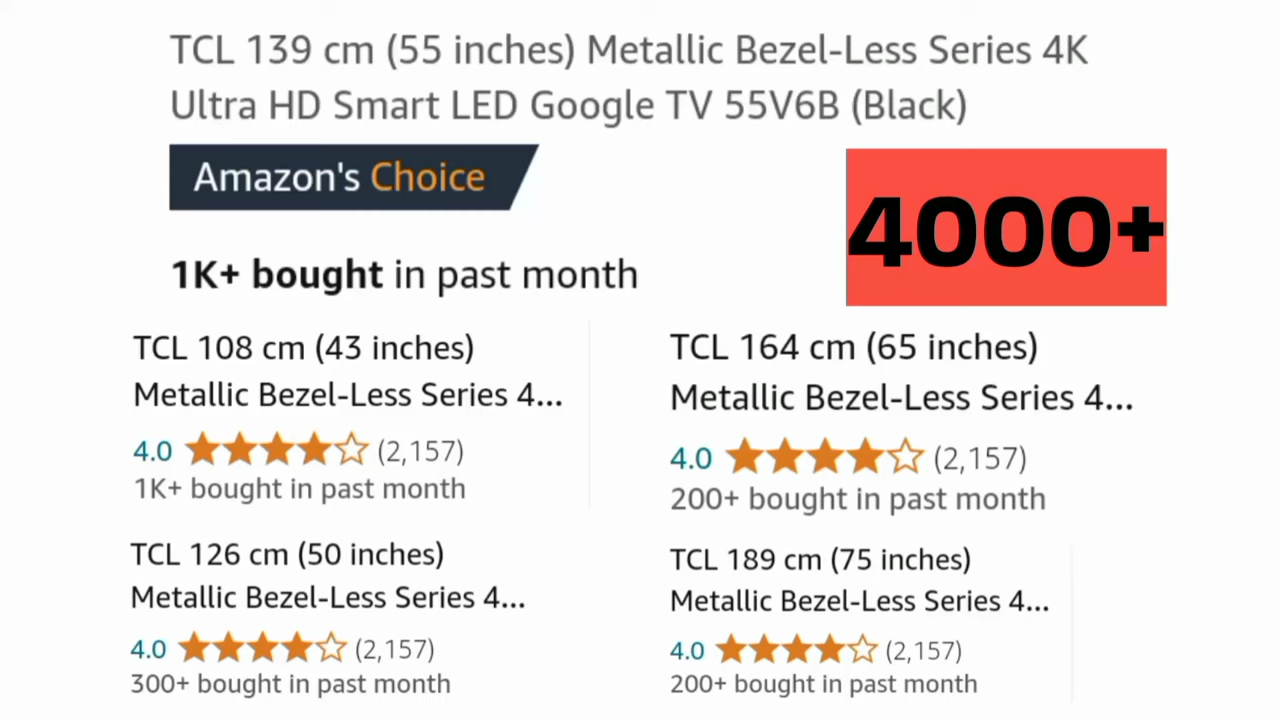 TCL 139 cm (55 inches) Metallic Bezel-Less Series 4K
Ultra HD Smart LED Google TV 55V6B (Black)
Amazon's Choice
4000+
1K+ bought in past month
TCL 108 cm (43 inches)
Metallic Bezel-Less Series 4...
4.0 (2,157)
1K+ bought in past month
TCL 164 cm (65 inches)
Metallic Bezel-Less Series 4...
4.0 (2,157)
200+ bought in past month
TCL 126 cm (50 inches)
Metallic Bezel-Less Series 4...
4.0 (2,157)
300+ bought in past month
TCL 189 cm (75 inches)
Metallic Bezel-Less Series 4...
4.0 (2,157)
200+ bought in past month